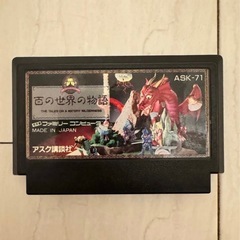 ASK-71
百の世界の物語
THE TALES ON A WATERY WILDERNESS
ファミリー コンピュータ
MADE IN JAPAN
アスク講談社